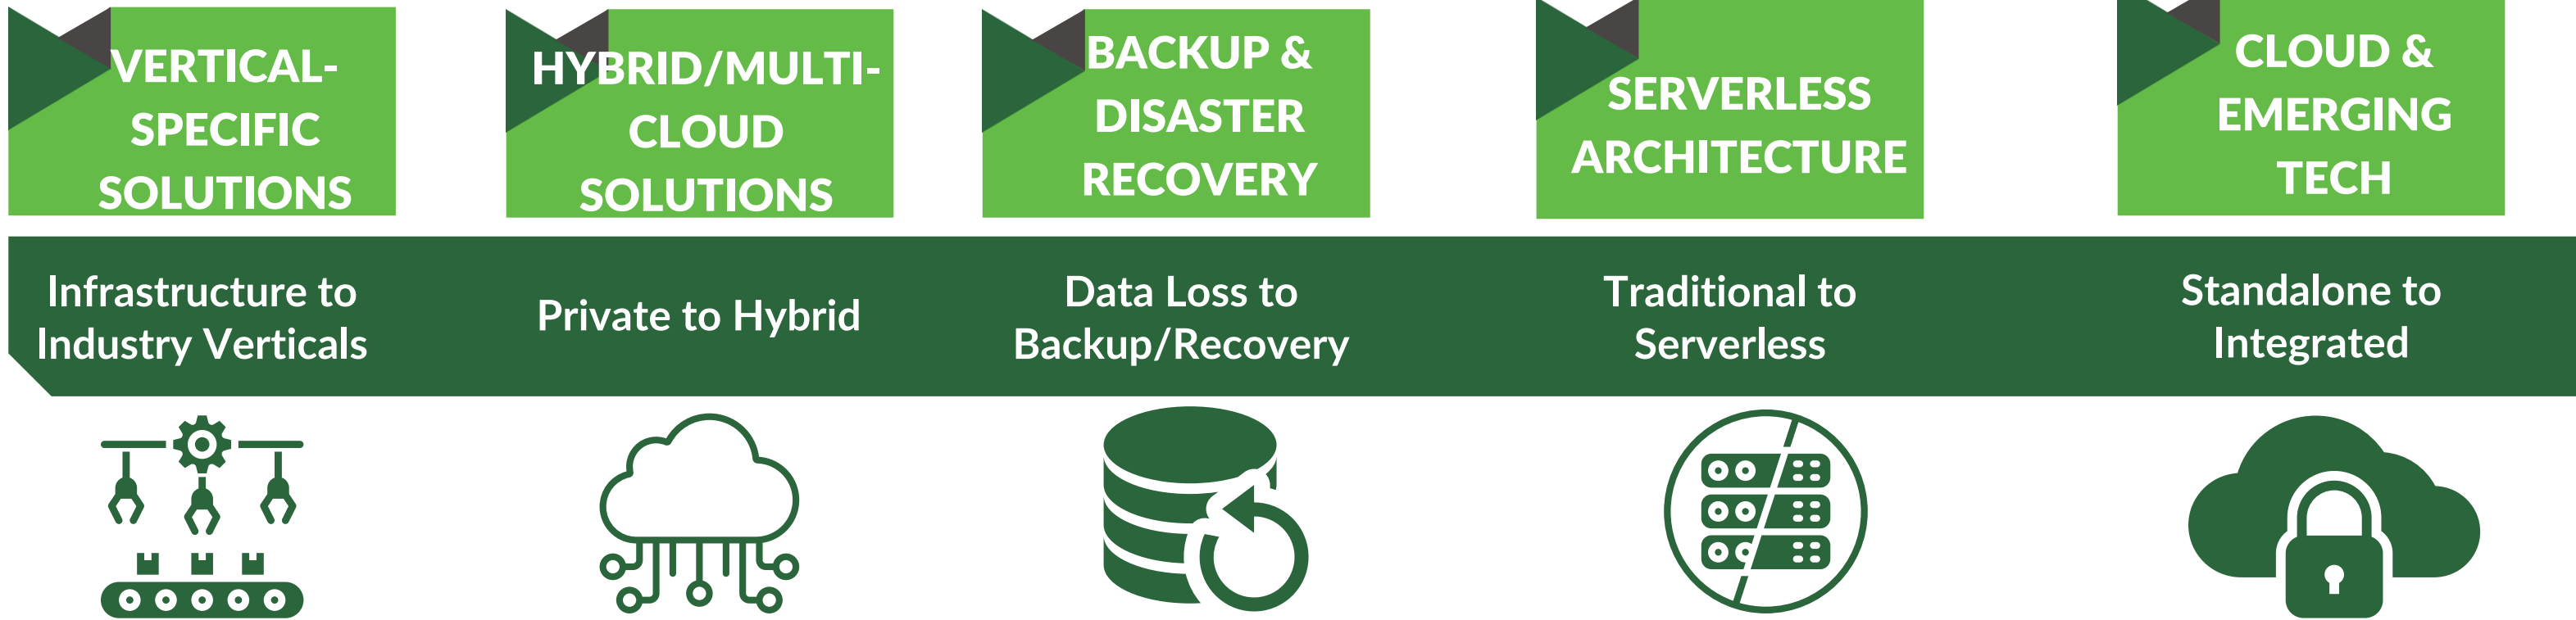 VERTICAL-
SPECIFIC
SOLUTIONS
HYBRID/MULTI-
CLOUD
SOLUTIONS
BACKUP &
DISASTER
RECOVERY
SERVERLESS
ARCHITECTURE
CLOUD &
EMERGING
TECH
Infrastructure to
Industry Verticals
Private to Hybrid
Data Loss to
Backup/Recovery
Traditional to
Serverless
Standalone to
Integrated